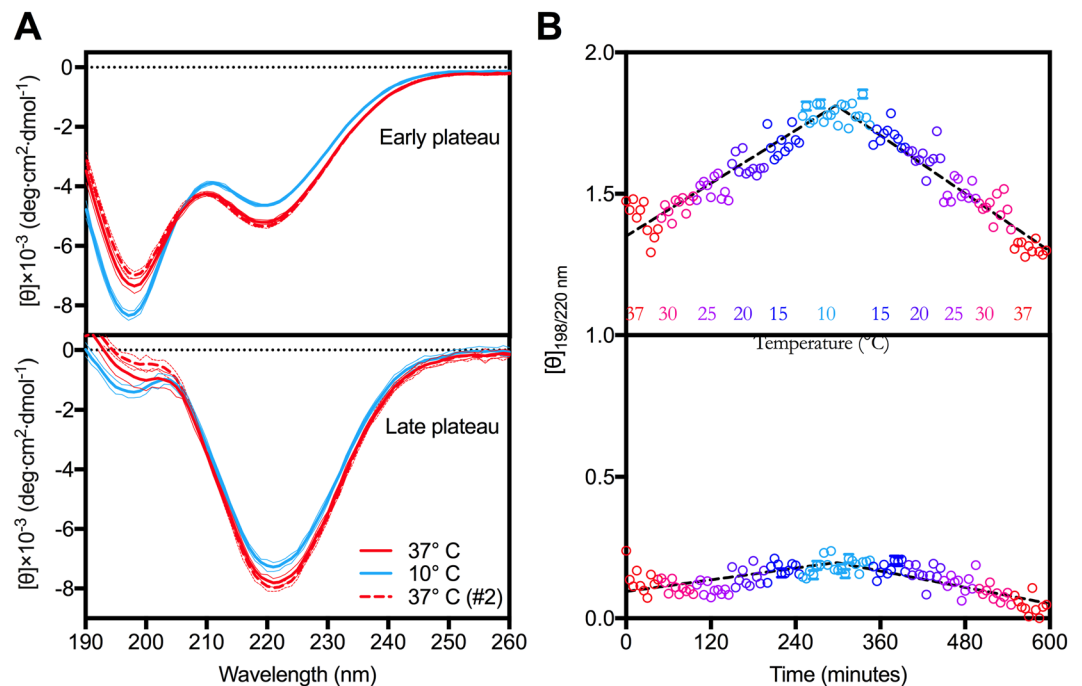 A
0
-2
-4
-6
-8
[θ]×10-3 (deg·cm2·dmol-1)
Early plateau
0
-2
-4
-6
-8
[θ]×10-3 (deg·cm2·dmol-1)
Late plateau
37° C
10° C
37° C (#2)
190 200 210 220 230 240 250 260
Wavelength (nm)
B
2.0
1.5
1.0
0.5
0.0
[θ]198/220 nm
37 30 25 20 15 10 15 20 25 30 37
Temperature (°C)
0 120 240 360 480 600
Time (minutes)